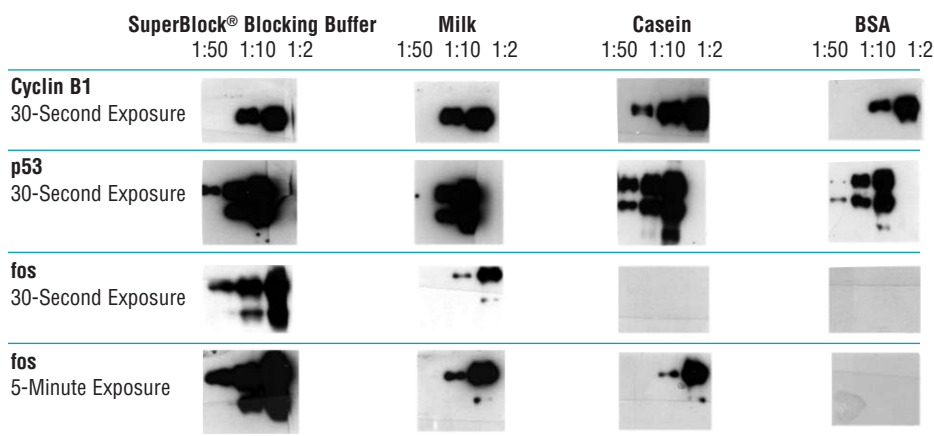 SuperBlock® Blocking Buffer Milk Casein BSA
1:50 1:10 1:2 1:50 1:10 1:2 1:50 1:10 1:2 1:50 1:10 1:2
Cyclin B1
30-Second Exposure
p53
30-Second Exposure
fos
30-Second Exposure
fos
5-Minute Exposure